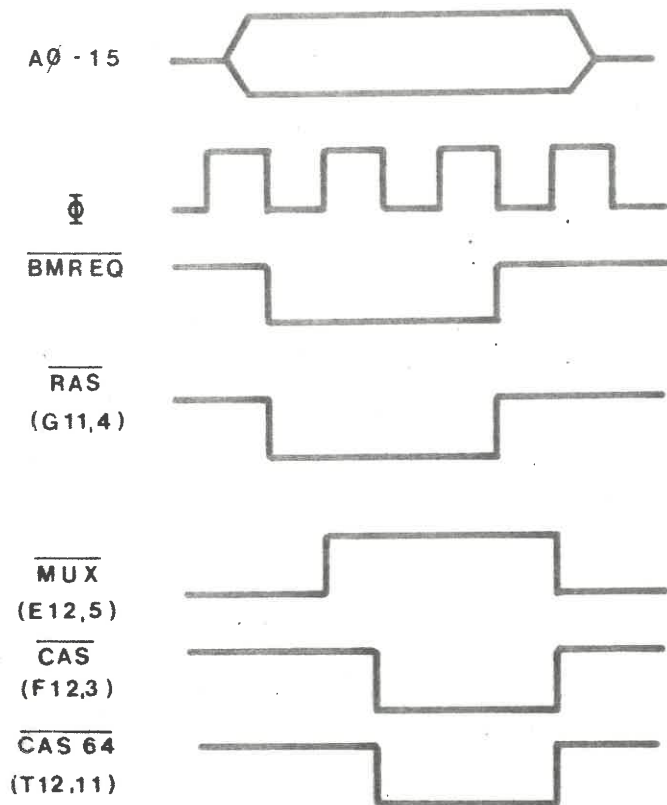 AØ - 15
Φ
BMREQ
RAS
(G11,4)
MUX
(E12,5)
CAS
(F12,3)
CAS 64
(T12,11)